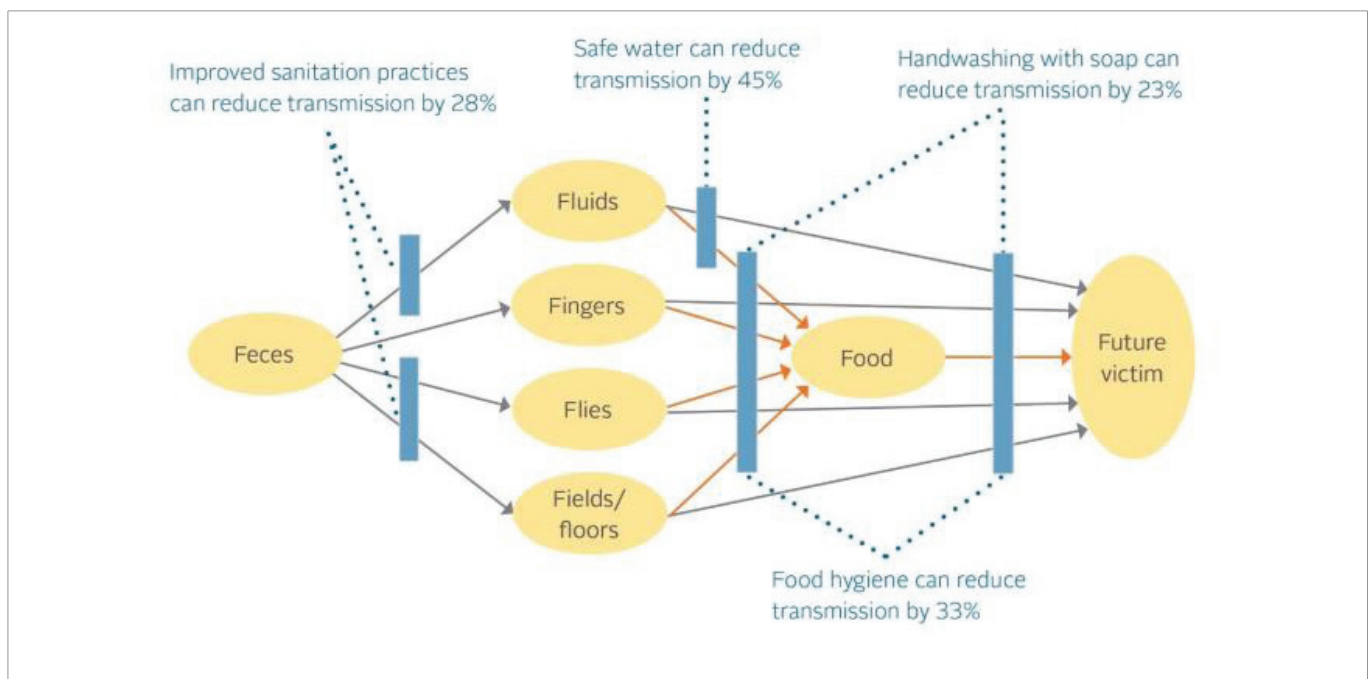 Improved sanitation practices
can reduce transmission by 28%
Safe water can reduce
transmission by 45%
Handwashing with soap can
reduce transmission by 23%
Fluids
Fingers
Feces
Food
Future
victim
Flies
Fields/
floors
Food hygiene can reduce
transmission by 33%